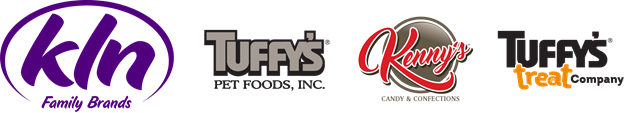 kln
Family Brands
TUFFY'S®
PET FOODS, INC.
Kenny's
CANDY & CONFECTIONS
TUFFY'S®
treat Company